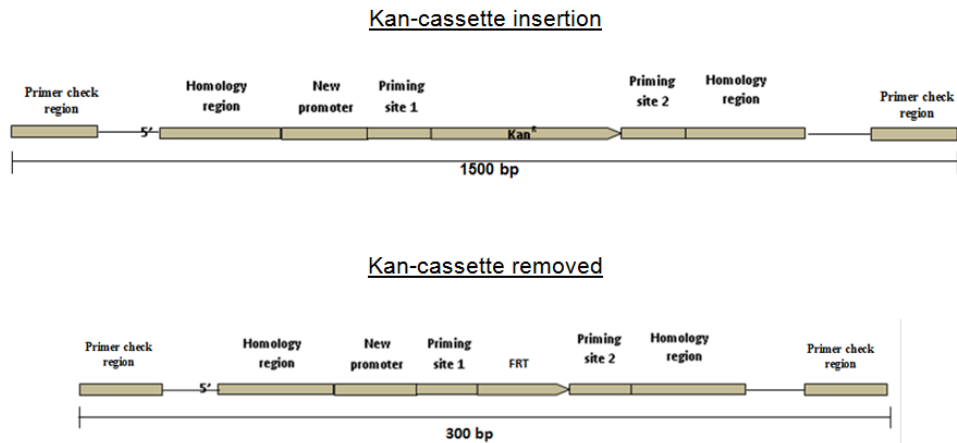 Kan-cassette insertion
Primer check
region
Homology
region
New
promoter
Priming
site 1
Priming
site 2
Homology
region
Primer check
region
5'
Kanᴿ
1500 bp
Kan-cassette removed
Primer check
region
Homology
region
New
promoter
Priming
site 1
FRT
Priming
site 2
Homology
region
Primer check
region
5'
300 bp